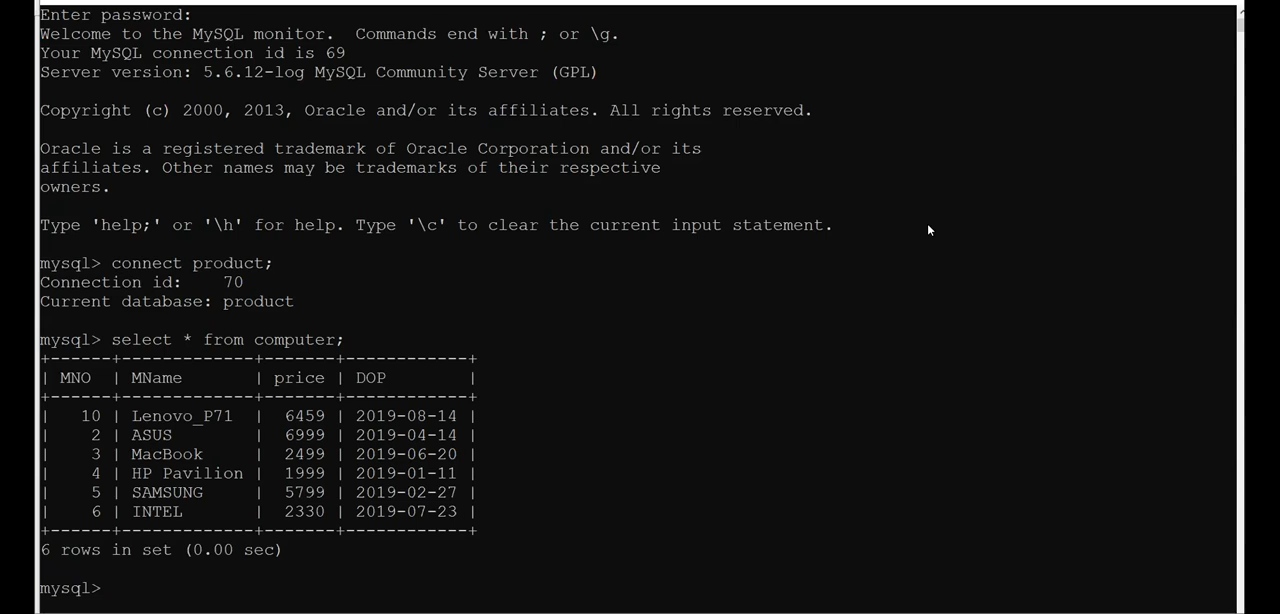 Enter password:
Welcome to the MySQL monitor.  Commands end with ; or \g.
Your MySQL connection id is 69
Server version: 5.6.12-log MySQL Community Server (GPL)
Copyright (c) 2000, 2013, Oracle and/or its affiliates. All rights reserved.
Oracle is a registered trademark of Oracle Corporation and/or its
affiliates. Other names may be trademarks of their respective
owners.
Type 'help;' or '\h' for help. Type '\c' to clear the current input statement.
mysql> connect product;
Connection id:    70
Current database: product
mysql> select * from computer;
+------+-------------+-------+------------+
| MNO  | MName       | price | DOP        |
+------+-------------+-------+------------+
|   10 | Lenovo_P71  |  6459 | 2019-08-14 |
|    2 | ASUS        |  6999 | 2019-04-14 |
|    3 | MacBook     |  2499 | 2019-06-20 |
|    4 | HP Pavilion |  1999 | 2019-01-11 |
|    5 | SAMSUNG     |  5799 | 2019-02-27 |
|    6 | INTEL       |  2330 | 2019-07-23 |
+------+-------------+-------+------------+
6 rows in set (0.00 sec)
mysql>